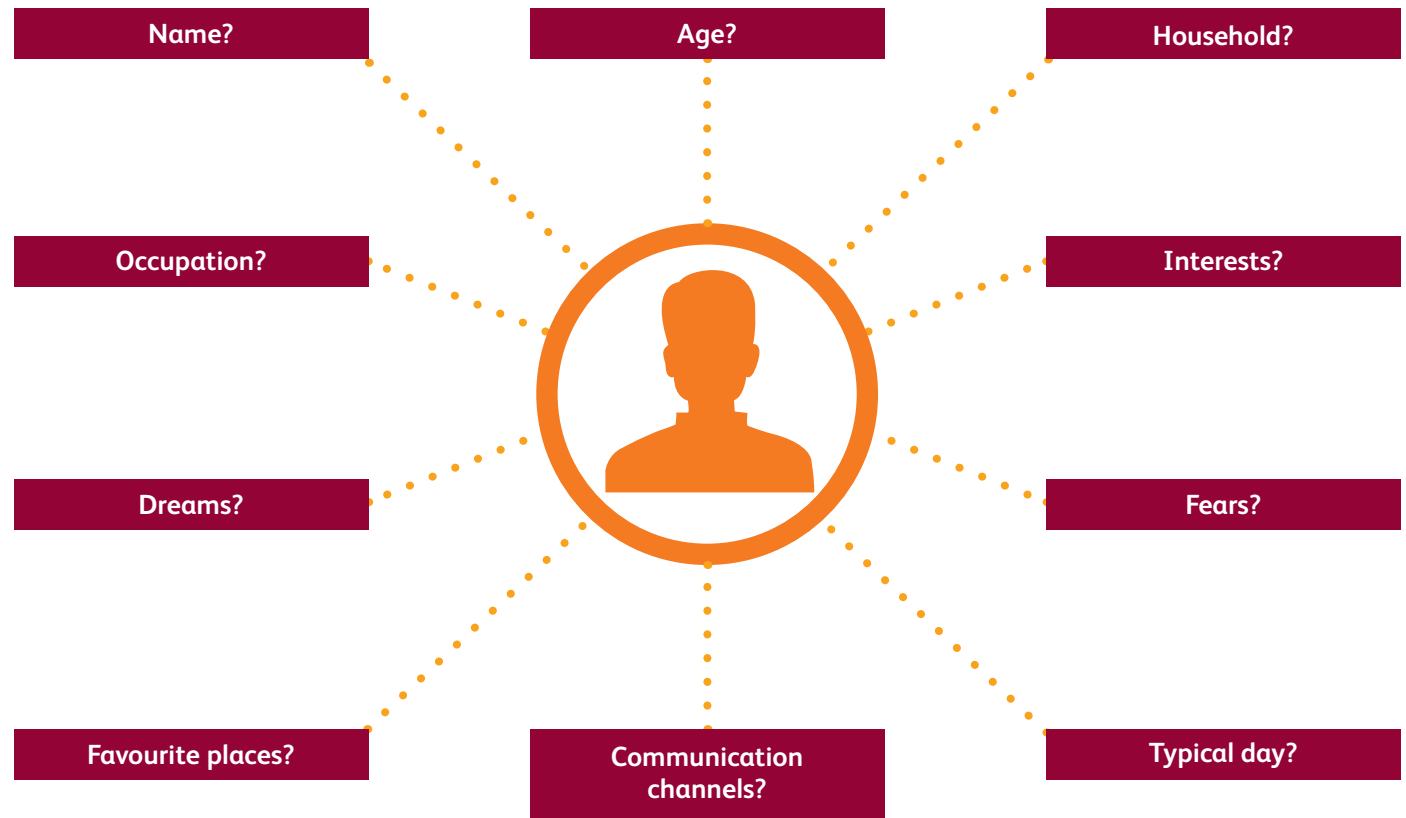 Name?
Age?
Household?
Occupation?
Interests?
Dreams?
Fears?
Favourite places?
Communication
channels?
Typical day?